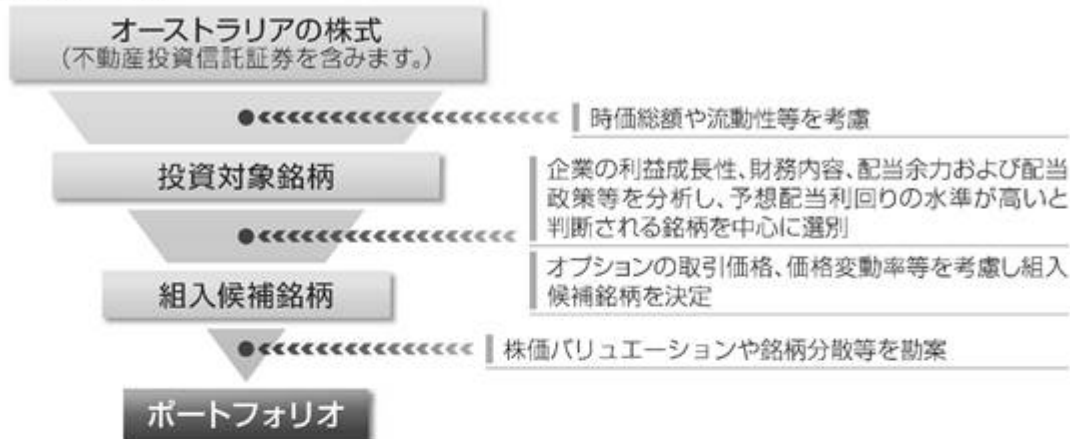 オーストラリアの株式
(不動産投資信託証券を含みます。)
時価総額や流動性等を考慮
投資対象銘柄
企業の利益成長性、財務内容、配当余力および配当
政策等を分析し、予想配当利回りの水準が高いと
判断される銘柄を中心に選別
オプションの取引価格、価格変動率等を考慮し組入
候補銘柄を決定
組入候補銘柄
株価バリュエーションや銘柄分散等を勘案
ポートフォリオ